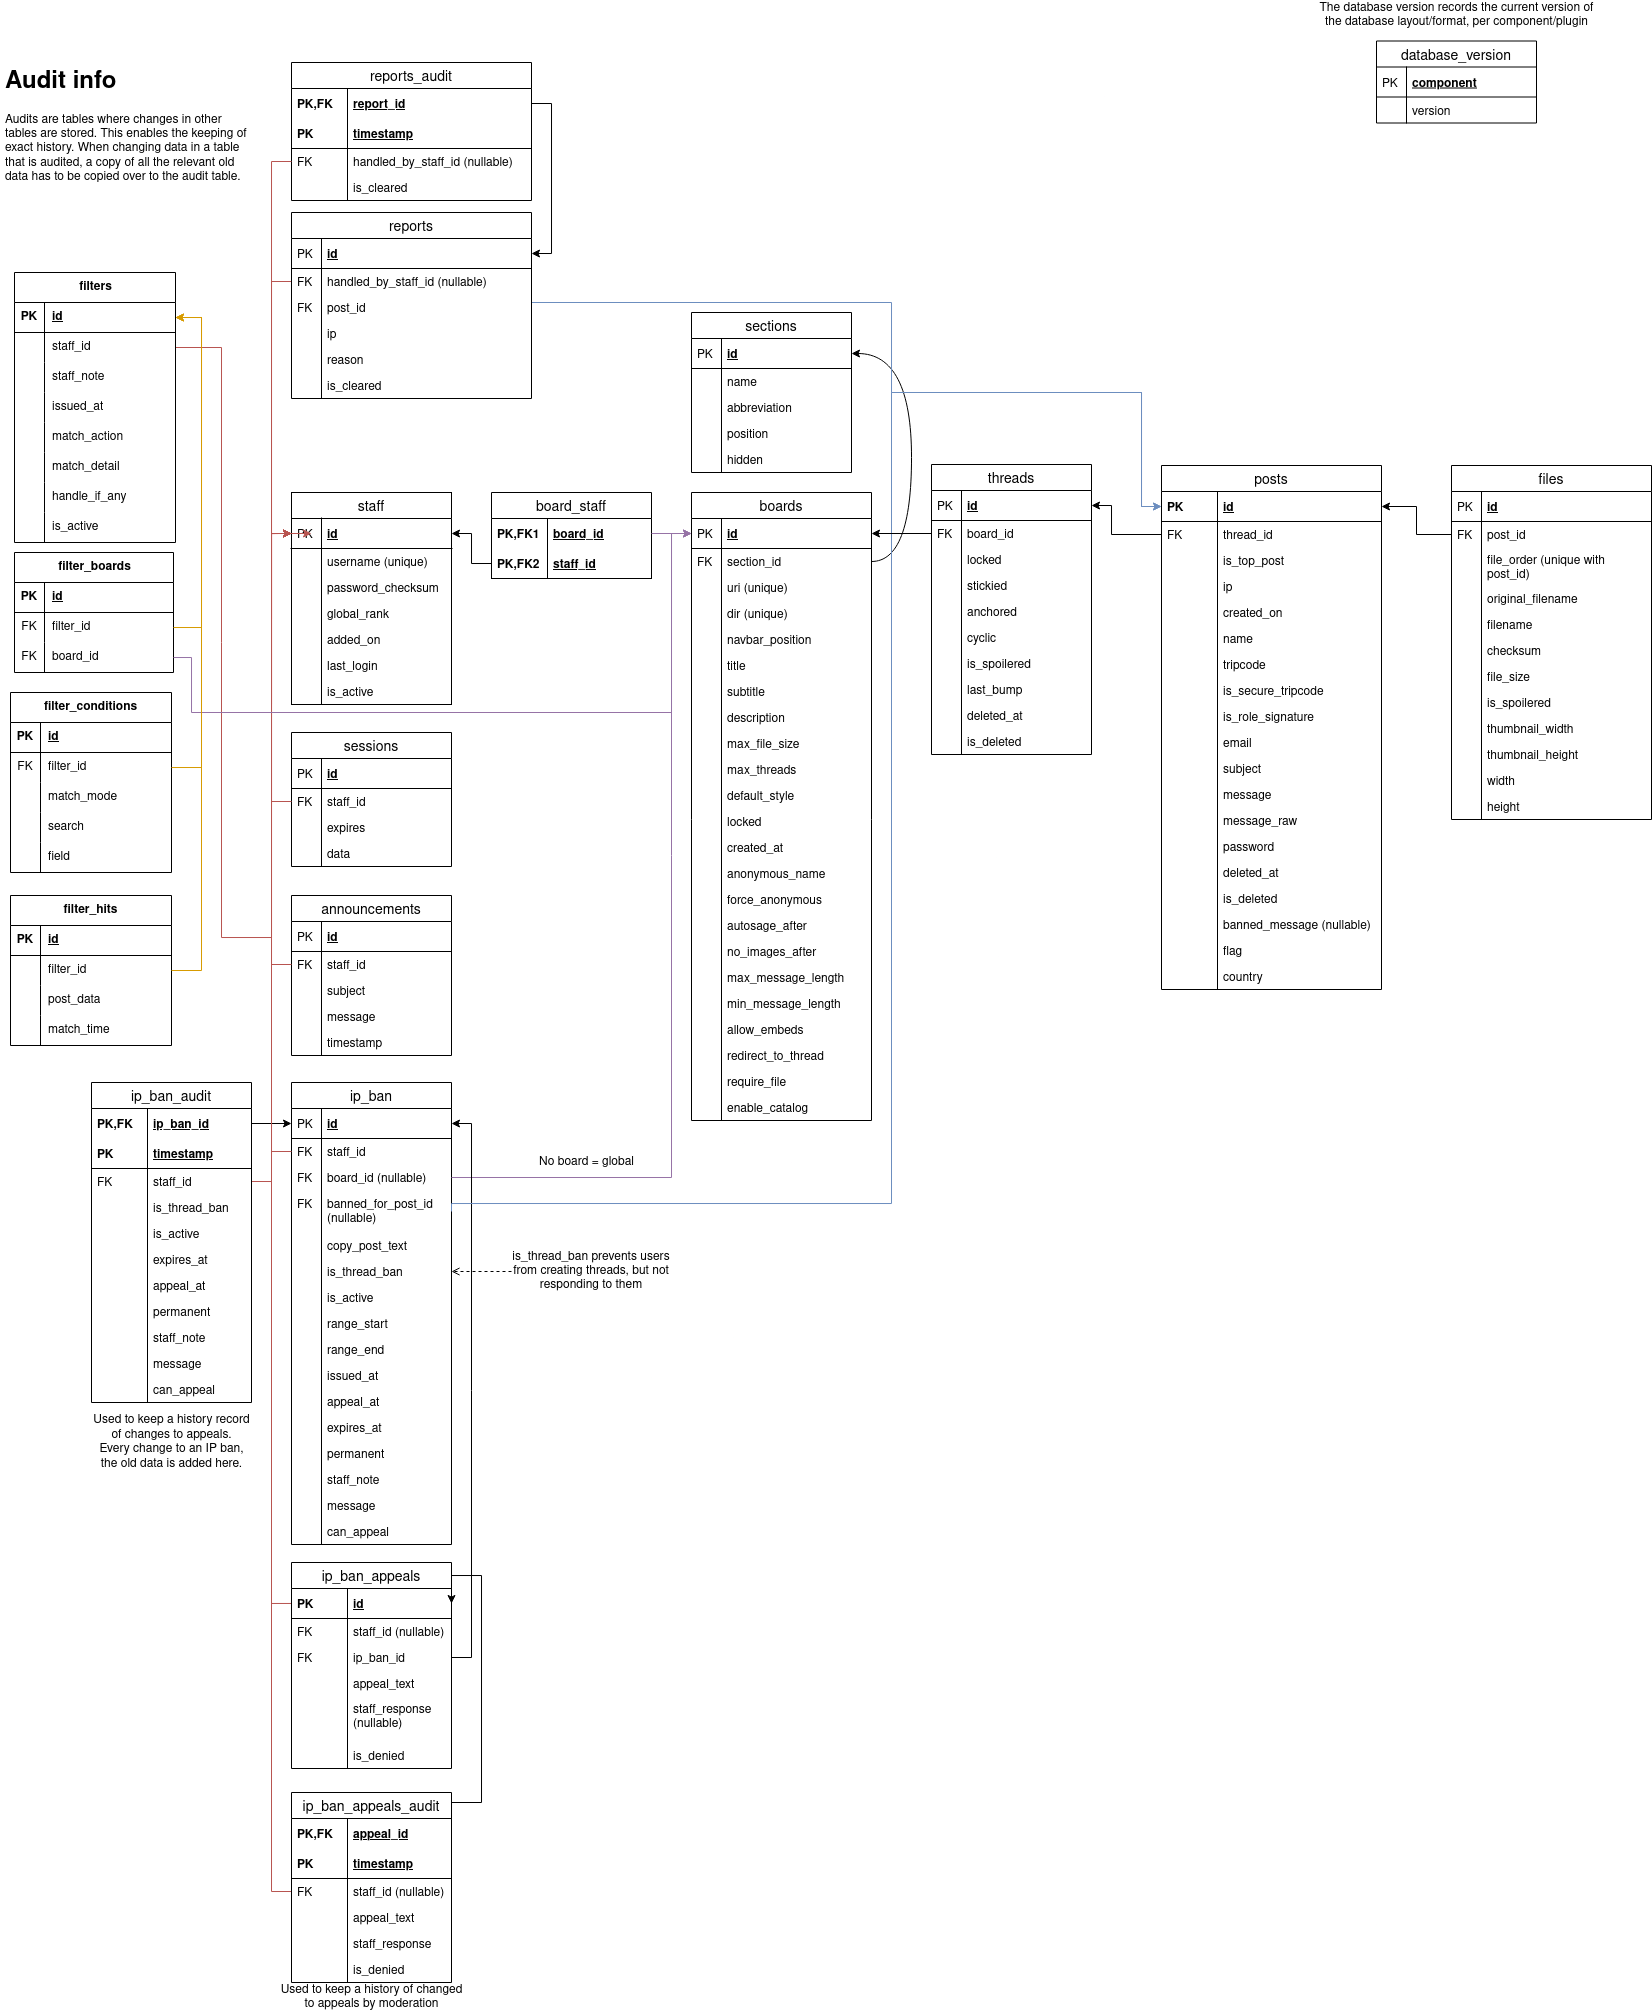 The database version records the current version of
the database layout/format, per component/plugin
database_version
PK component
version
Audit info
Audits are tables where changes in other
tables are stored. This enables the keeping of
exact history. When changing data in a table
that is audited, a copy of all the relevant old
data has to be copied over to the audit table.
reports_audit
PK,FK report_id
PK timestamp
FK handled_by_staff_id (nullable)
is_cleared
reports
PK id
FK handled_by_staff_id (nullable)
FK post_id
ip
reason
is_cleared
filters
PK id
staff_id
staff_note
issued_at
match_action
match_detail
handle_if_any
is_active
filter_boards
PK id
FK filter_id
FK board_id
filter_conditions
PK id
FK filter_id
match_mode
search
field
filter_hits
PK id
filter_id
post_data
match_time
staff
PK id
username (unique)
password_checksum
global_rank
added_on
last_login
is_active
board_staff
PK,FK1 board_id
PK,FK2 staff_id
sections
PK id
name
abbreviation
position
hidden
boards
PK id
FK section_id
uri (unique)
dir (unique)
navbar_position
title
subtitle
description
max_file_size
max_threads
default_style
locked
created_at
anonymous_name
force_anonymous
autosage_after
no_images_after
max_message_length
min_message_length
allow_embeds
redirect_to_thread
require_file
enable_catalog
threads
PK id
FK board_id
locked
stickied
anchored
cyclic
is_spoilered
last_bump
deleted_at
is_deleted
posts
PK id
FK thread_id
is_top_post
ip
created_on
name
tripcode
is_secure_tripcode
is_role_signature
email
subject
message
message_raw
password
deleted_at
is_deleted
banned_message (nullable)
flag
country
files
PK id
FK post_id
file_order (unique with
post_id)
original_filename
filename
checksum
file_size
is_spoilered
thumbnail_width
thumbnail_height
width
height
sessions
PK id
FK staff_id
expires
data
announcements
PK id
FK staff_id
subject
message
timestamp
ip_ban_audit
PK,FK ip_ban_id
PK timestamp
FK staff_id
is_thread_ban
is_active
expires_at
appeal_at
permanent
staff_note
message
can_appeal
Used to keep a history record
of changes to appeals.
Every change to an IP ban,
the old data is added here.
ip_ban
PK id
FK staff_id
FK board_id (nullable)
FK banned_for_post_id
(nullable)
copy_post_text
is_thread_ban
is_active
range_start
range_end
issued_at
appeal_at
expires_at
permanent
staff_note
message
can_appeal
No board = global
is_thread_ban prevents users
from creating threads, but not
responding to them
ip_ban_appeals
PK id
FK staff_id (nullable)
FK ip_ban_id
appeal_text
staff_response
(nullable)
is_denied
ip_ban_appeals_audit
PK,FK appeal_id
PK timestamp
FK staff_id (nullable)
appeal_text
staff_response
is_denied
Used to keep a history of changed
to appeals by moderation